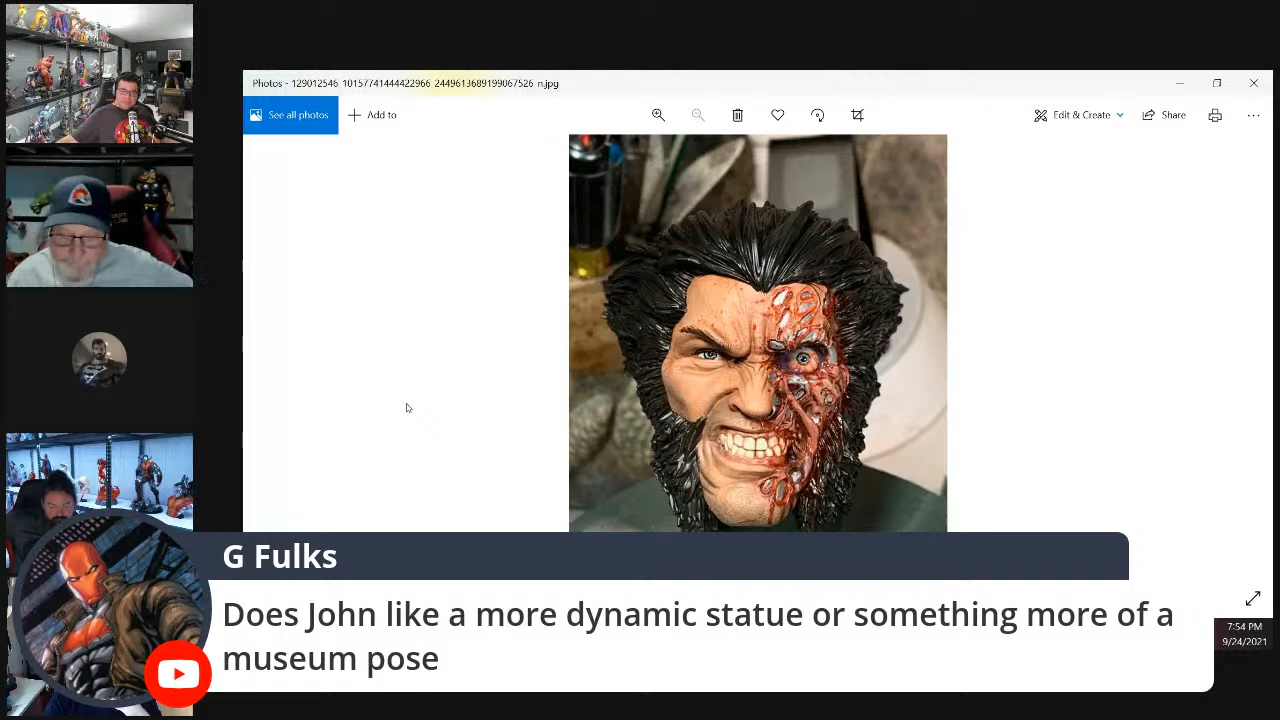 Photos - 129012546 10157741444422966 2449613689199067526 n.jpg
See all photos
Add to
Edit & Create
Share
G Fulks
Does John like a more dynamic statue or something more of a
museum pose
7:54 PM
9/24/2021